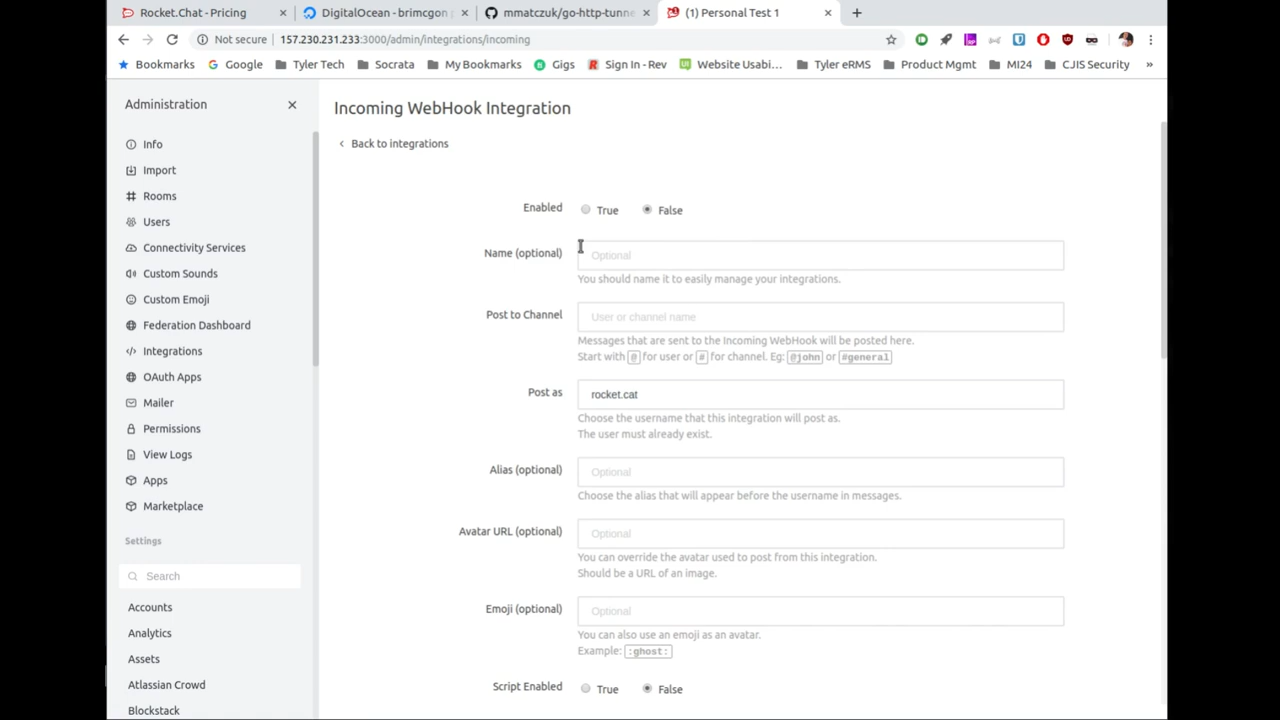 Rocket.Chat - Pricing
DigitalOcean - brimcgon
mmatczuk/go-http-tunne
(1) Personal Test 1
Not secure
157.230.231.233:3000/admin/integrations/incoming
Bookmarks
Google
Tyler Tech
Socrata
My Bookmarks
Gigs
Sign In - Rev
Website Usabi...
Tyler eRMS
Product Mgmt
MI24
CJIS Security
»
Administration
Info
Import
Rooms
Users
Connectivity Services
Custom Sounds
Custom Emoji
Federation Dashboard
Integrations
OAuth Apps
Mailer
Permissions
View Logs
Apps
Marketplace
Settings
Search
Accounts
Analytics
Assets
Atlassian Crowd
Blockstack
Incoming WebHook Integration
Back to integrations
Enabled
True
False
Name (optional)
Optional
You should name it to easily manage your integrations.
Post to Channel
User or channel name
Messages that are sent to the Incoming WebHook will be posted here.
Start with @ for user or # for channel. Eg: @john or #general
Post as
rocket.cat
Choose the username that this integration will post as.
The user must already exist.
Alias (optional)
Optional
Choose the alias that will appear before the username in messages.
Avatar URL (optional)
Optional
You can override the avatar used to post from this integration.
Should be a URL of an image.
Emoji (optional)
Optional
You can also use an emoji as an avatar.
Example: :ghost:
Script Enabled
True
False